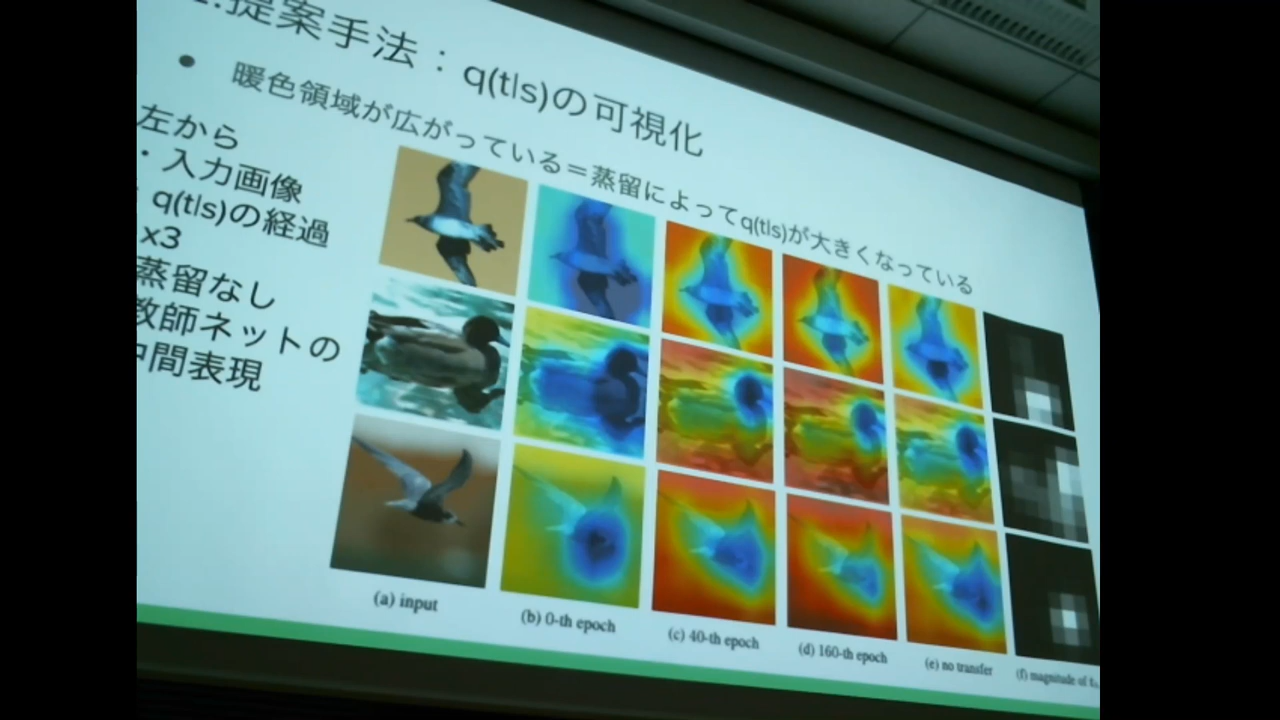 提案手法：q(t|s)の可視化
• 暖色領域が広がっている＝蒸留によってq(t|s)が大きくなっている
左から
・入力画像
q(t|s)の経過
x3
蒸留なし
教師ネットの
中間表現
(a) input
(b) 0-th epoch
(c) 40-th epoch
(d) 160-th epoch
(e) no transfer
(f) magnitude of